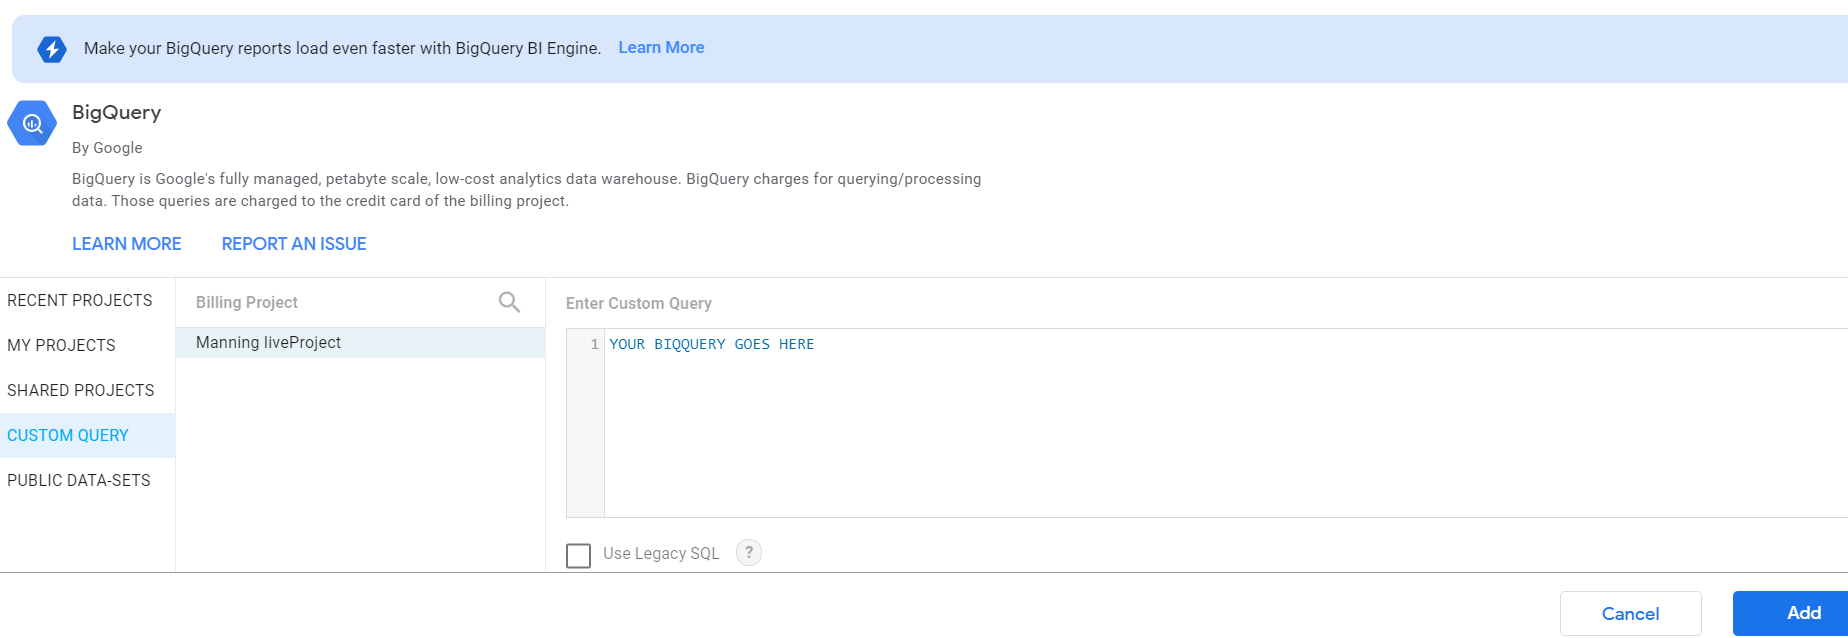 Make your BigQuery reports load even faster with BigQuery BI Engine. Learn More
BigQuery
By Google
BigQuery is Google's fully managed, petabyte scale, low-cost analytics data warehouse. BigQuery charges for querying/processing
data. Those queries are charged to the credit card of the billing project.
LEARN MORE REPORT AN ISSUE
RECENT PROJECTS
MY PROJECTS
SHARED PROJECTS
CUSTOM QUERY
PUBLIC DATA-SETS
Billing Project
Manning liveProject
Enter Custom Query
1 YOUR BIQQUERY GOES HERE
Use Legacy SQL ?
Cancel Add